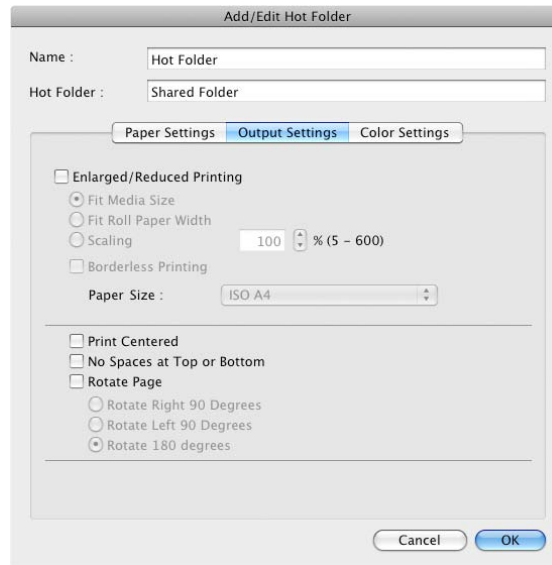 Add/Edit Hot Folder
Name : Hot Folder
Hot Folder : Shared Folder
Paper Settings Output Settings Color Settings
Enlarged/Reduced Printing
Fit Media Size
Fit Roll Paper Width
Scaling 100 % (5 - 600)
Borderless Printing
Paper Size : ISO A4
Print Centered
No Spaces at Top or Bottom
Rotate Page
Rotate Right 90 Degrees
Rotate Left 90 Degrees
Rotate 180 degrees
Cancel OK